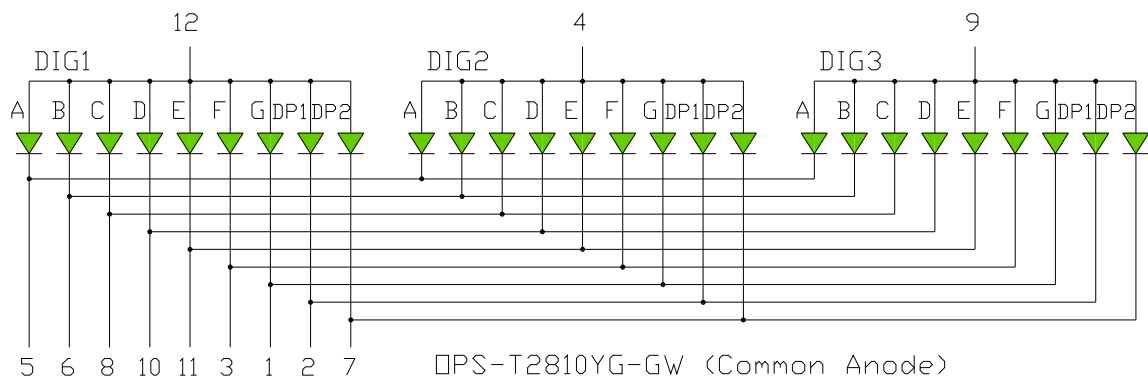 12 4 9
DIG1 DIG2 DIG3
A B C D E F G DP1 DP2 A B C D E F G DP1 DP2 A B C D E F G DP1 DP2
5 6 8 10 11 3 1 2 7 OPS-T2810YG-GW (Common Anode)